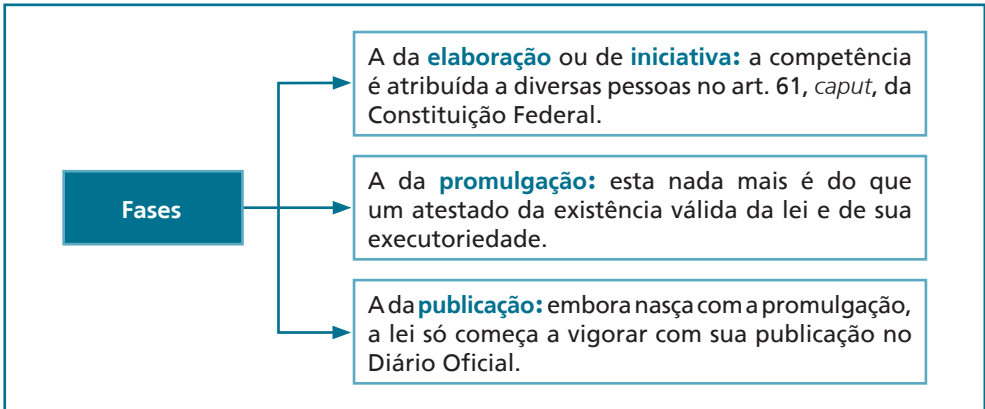 Fases
A da elaboração ou de iniciativa: a competência
é atribuída a diversas pessoas no art. 61, caput, da
Constituição Federal.
A da promulgação: esta nada mais é do que
um atestado da existência válida da lei e de sua
executoriedade.
A da publicação: embora nasça com a promulgação,
a lei só começa a vigorar com sua publicação no
Diário Oficial.